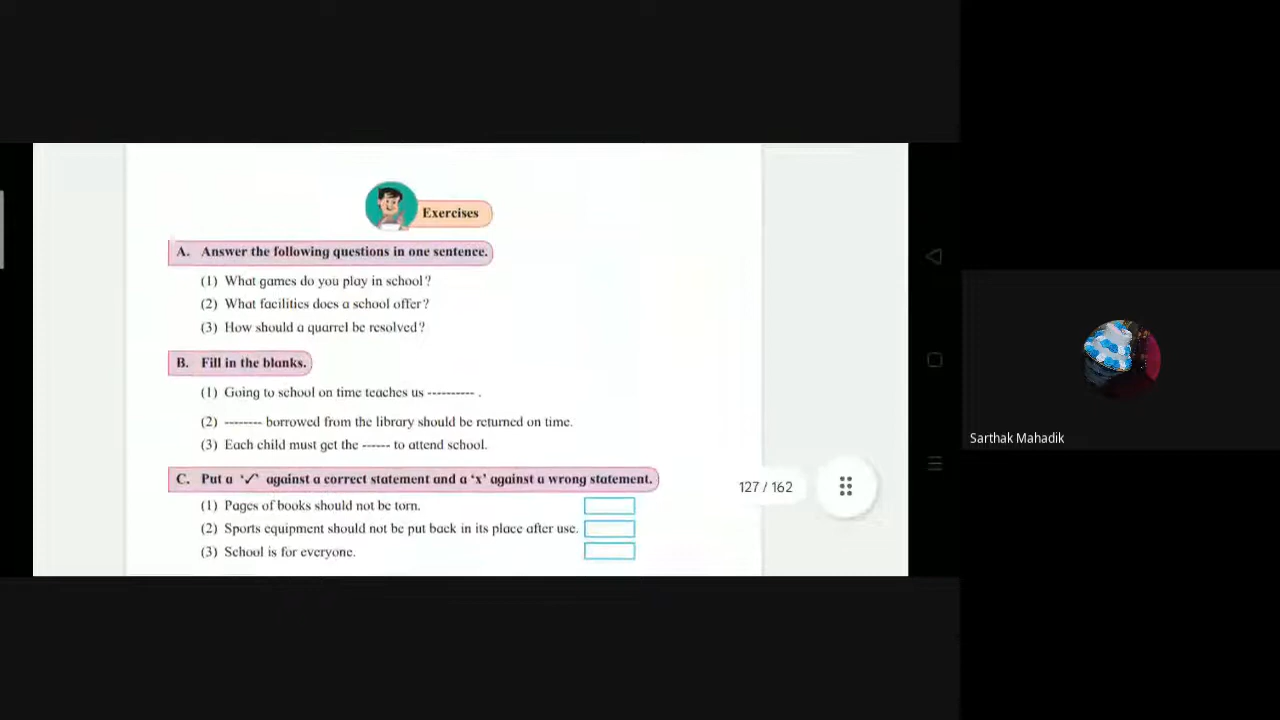 Exercises
A. Answer the following questions in one sentence.
(1) What games do you play in school?
(2) What facilities does a school offer?
(3) How should a quarrel be resolved?
B. Fill in the blanks.
(1) Going to school on time teaches us ---------- .
(2) -------- borrowed from the library should be returned on time.
(3) Each child must get the ------ to attend school.
C. Put a ‘✓’ against a correct statement and a ‘x’ against a wrong statement.
(1) Pages of books should not be torn.
(2) Sports equipment should not be put back in its place after use.
(3) School is for everyone.
127 / 162
Sarthak Mahadik